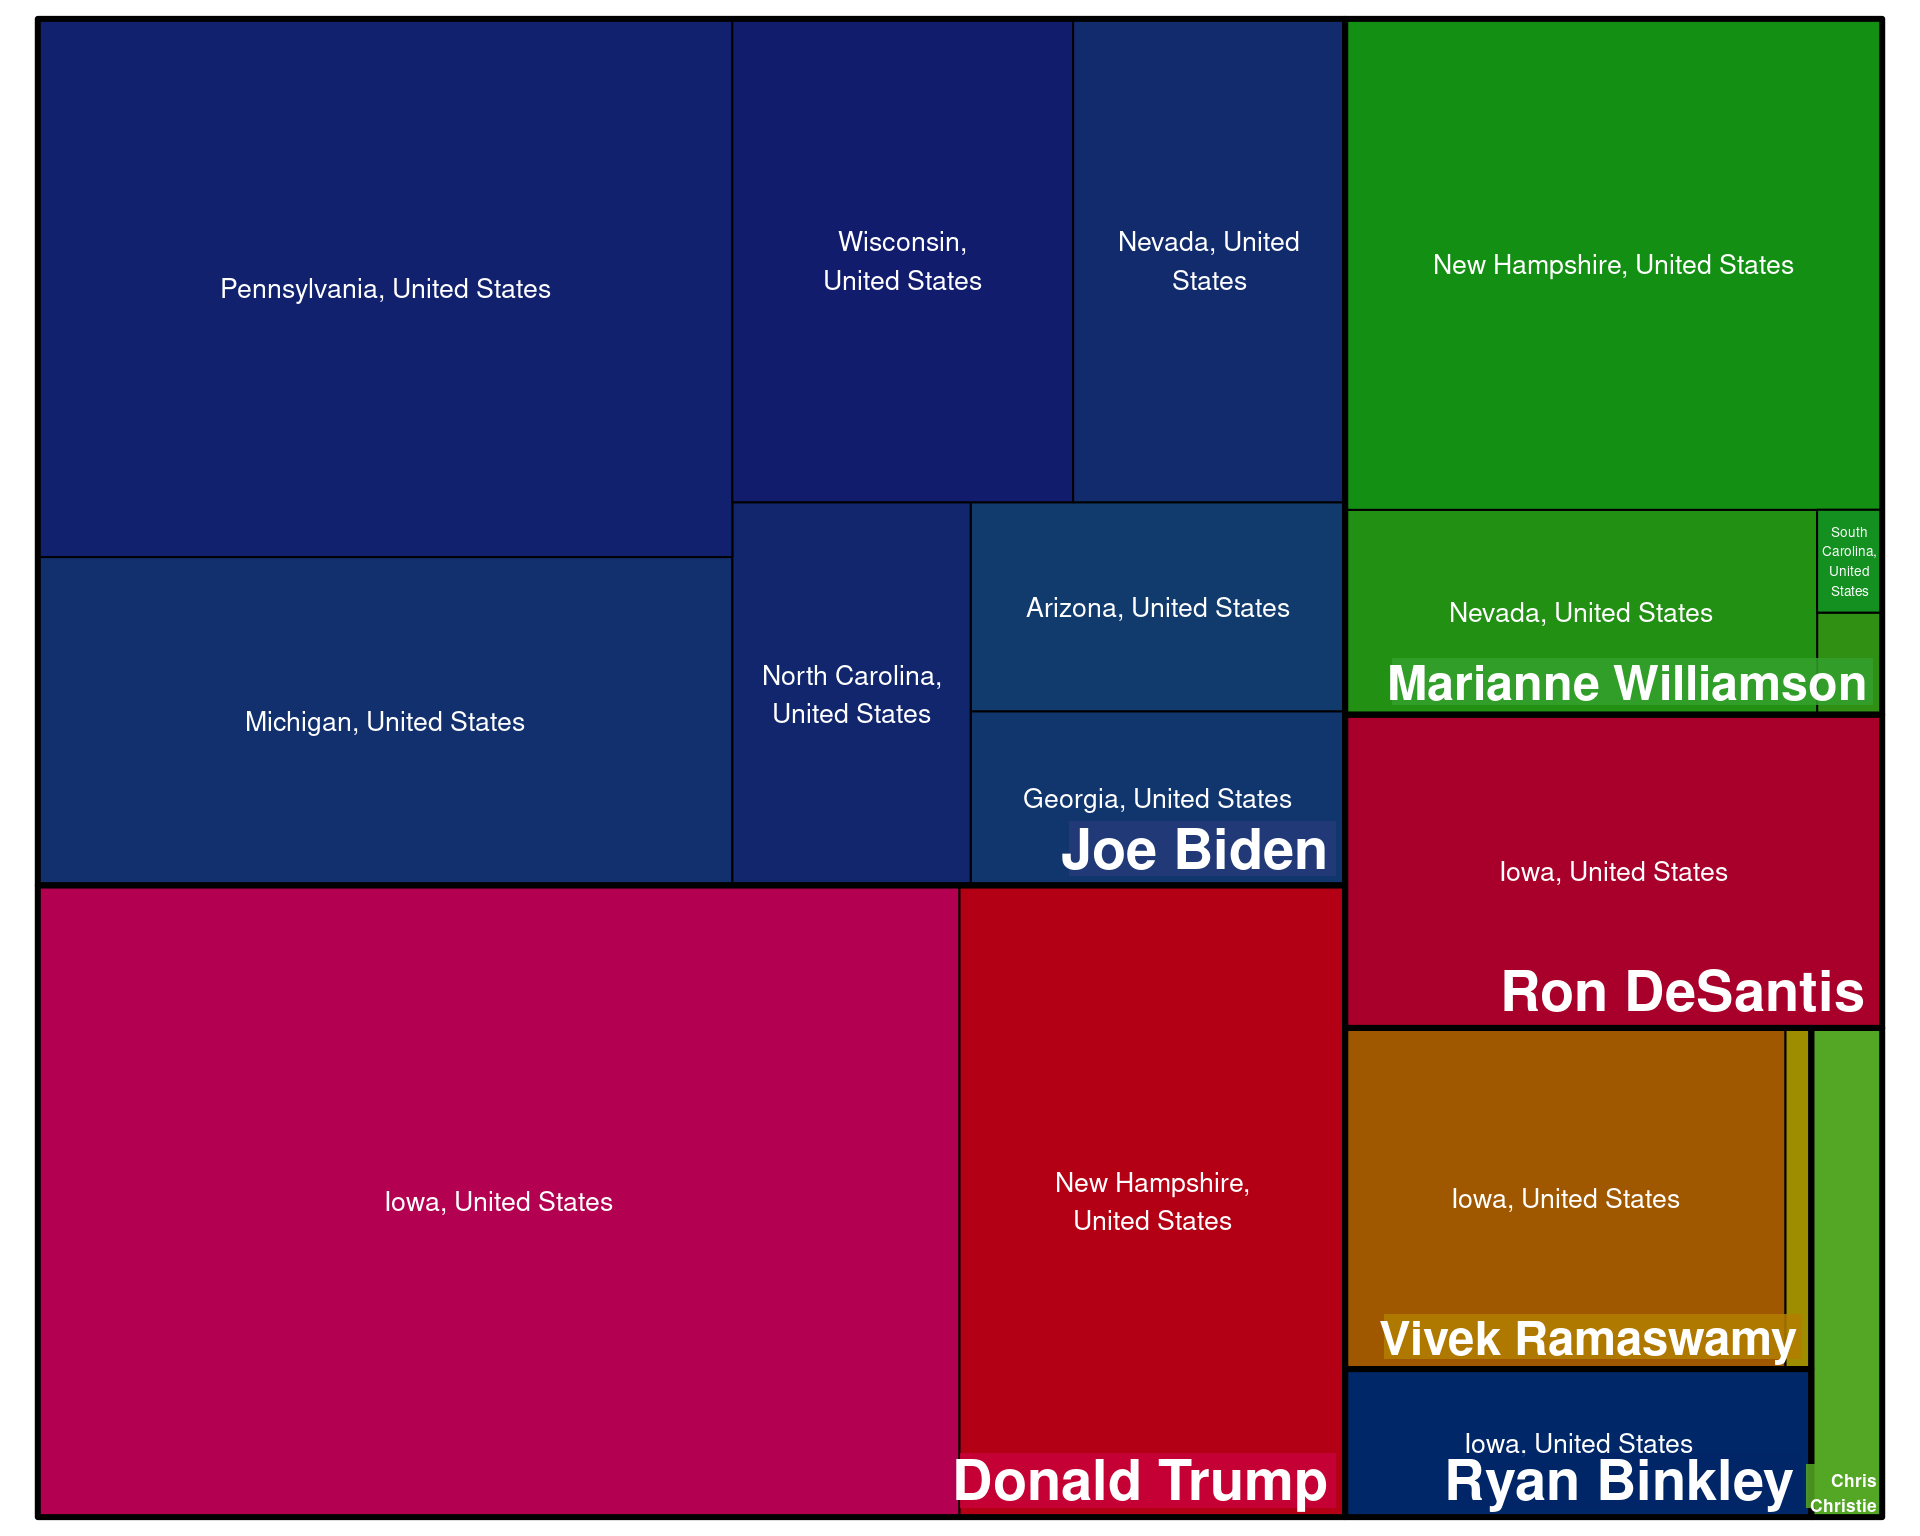 Pennsylvania, United States
Wisconsin,
United States
Nevada, United
States
Michigan, United States
North Carolina,
United States
Arizona, United States
Georgia, United States
Joe Biden
New Hampshire, United States
Nevada, United States
South
Carolina,
United
States
Marianne Williamson
Iowa, United States
Ron DeSantis
Iowa, United States
New Hampshire,
United States
Donald Trump
Iowa, United States
Vivek Ramaswamy
Iowa, United States
Ryan Binkley
Chris
Christie